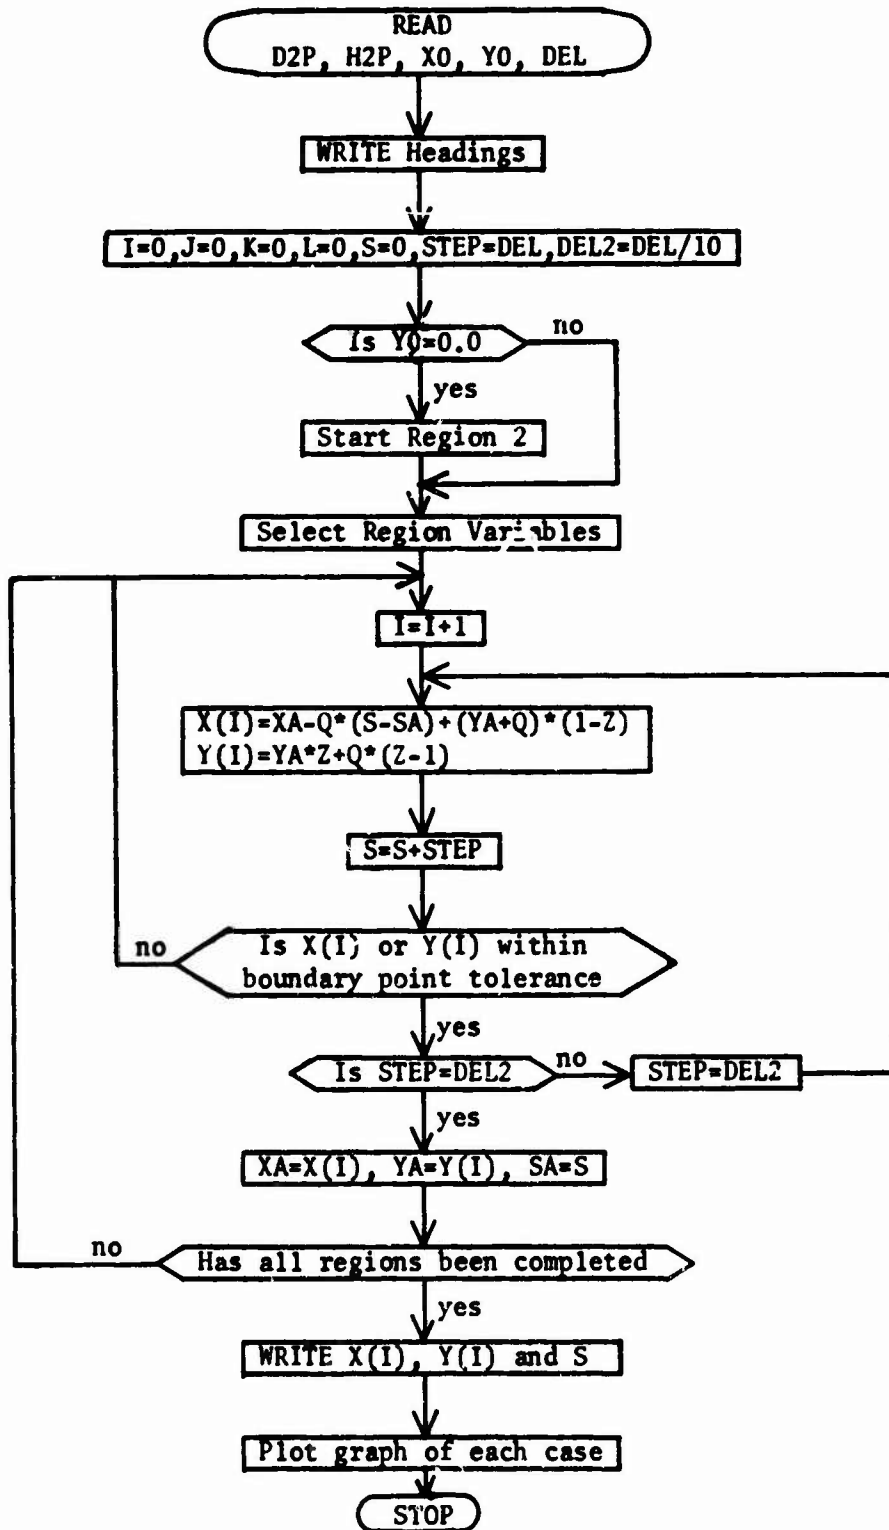 READ
D2P, H2P, X0, Y0, DEL
WRITE Headings
I=0,J=0,K=0,L=0,S=0,STEP=DEL,DEL2=DEL/10
Is Y0=0.0
no
yes
Start Region 2
Select Region Variables
I=I+1
X(I)=XA-Q*(S-SA)+(YA+Q)*(1-Z)
Y(I)=YA*Z+Q*(Z-1)
S=S+STEP
no
Is X(I) or Y(I) within
boundary point tolerance
yes
Is STEP=DEL2
no
STEP=DEL2
yes
XA=X(I), YA=Y(I), SA=S
no
Has all regions been completed
yes
WRITE X(I), Y(I) and S
Plot graph of each case
STOP